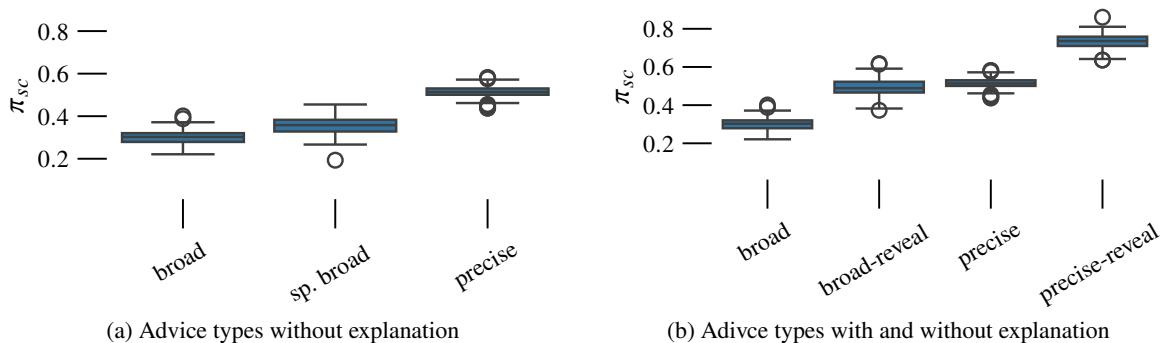 0.8
0.6
0.4
0.2
π_sc
broad
sp. broad
precise
(a) Advice types without explanation
0.8
0.6
0.4
0.2
π_sc
broad
broad-reveal
precise
precise-reveal
(b) Adivce types with and without explanation